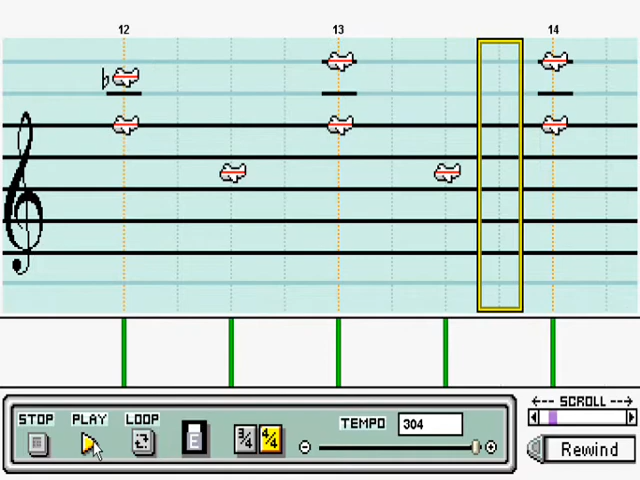 12 13 14
STOP PLAY LOOP
E 3/4 4/4
TEMPO 304
<-- SCROLL -->
Rewind